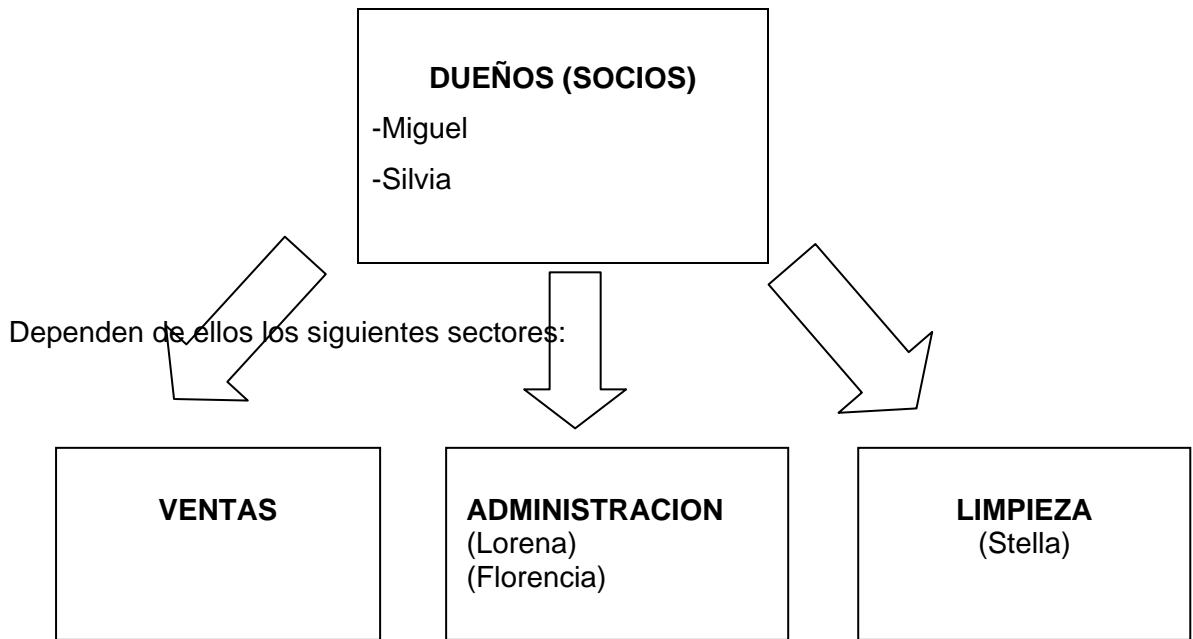 DUEÑOS (SOCIOS)
-Miguel
-Silvia
Dependen de ellos los siguientes sectores:
VENTAS
ADMINISTRACION
(Lorena)
(Florencia)
LIMPIEZA
(Stella)